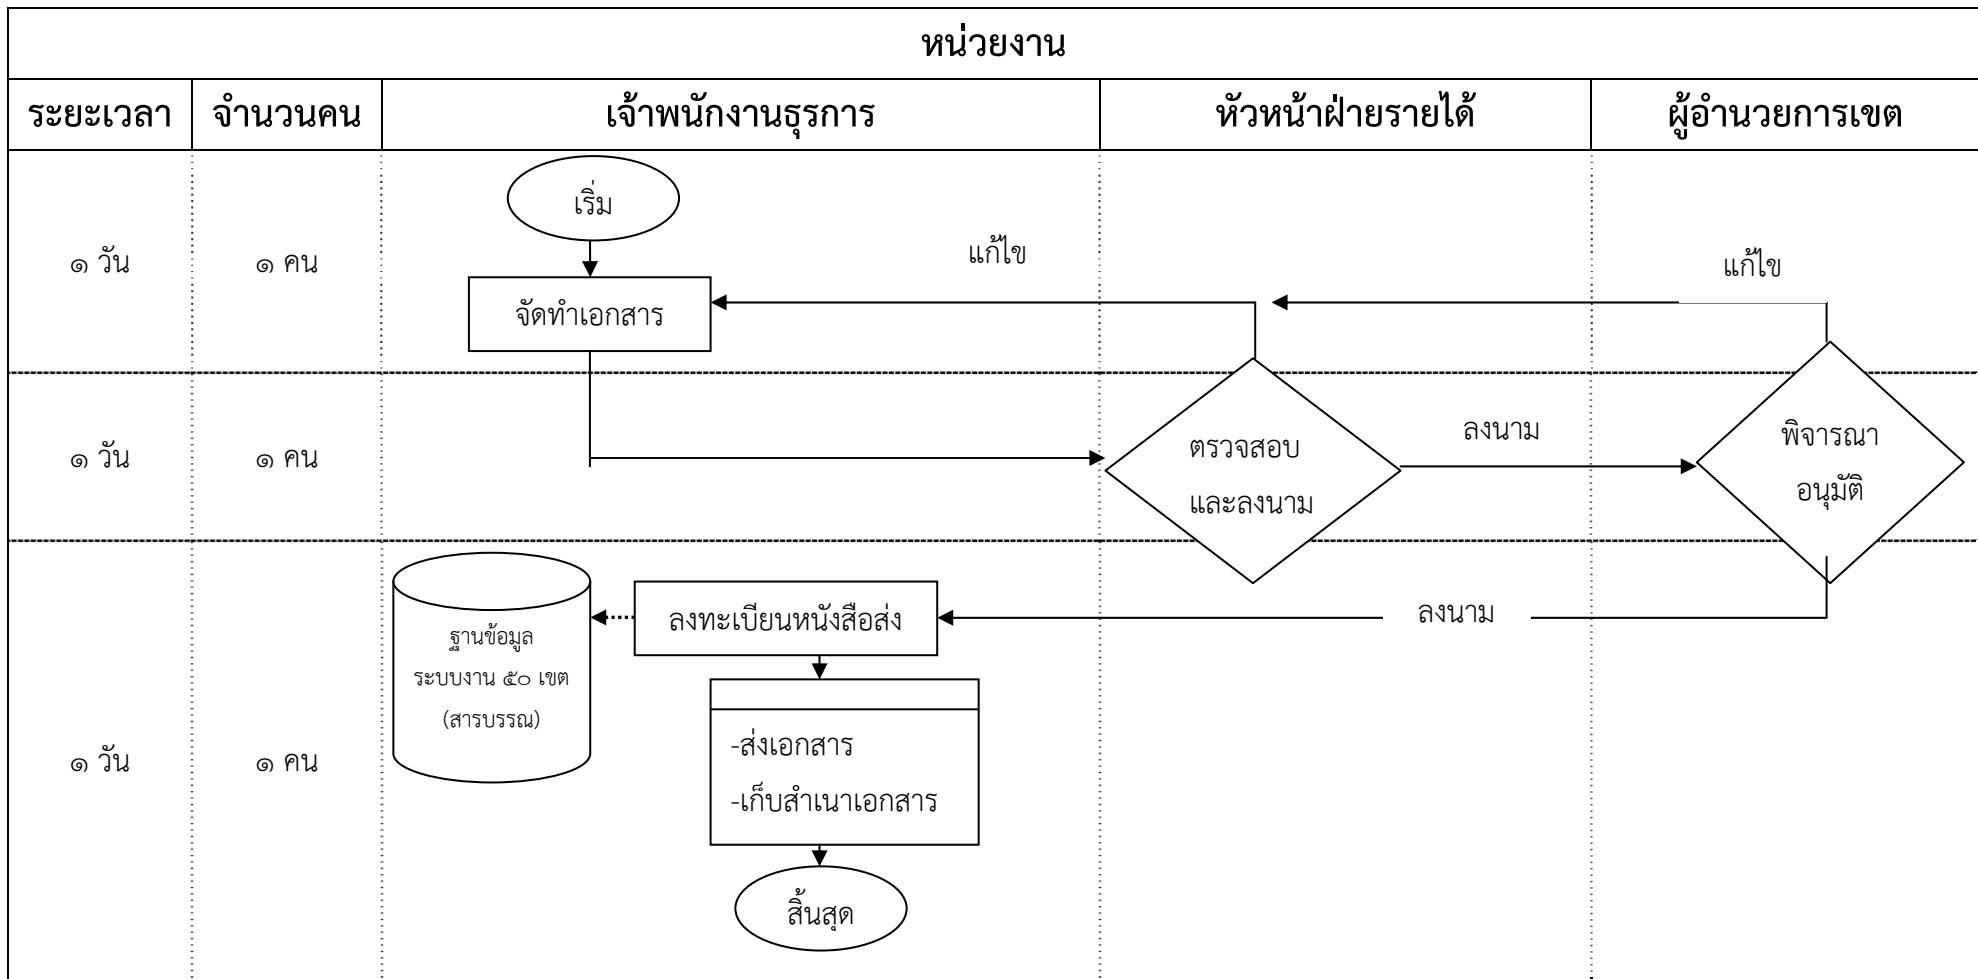 หน่วยงาน
ระยะเวลา
จำนวนคน
เจ้าพนักงานธุรการ
หัวหน้าฝ่ายรายได้
ผู้อำนวยการเขต
เริ่ม
๑ วัน
๑ คน
แก้ไข
แก้ไข
จัดทำเอกสาร
๑ วัน
๑ คน
ตรวจสอบ
และลงนาม
ลงนาม
พิจารณา
อนุมัติ
ฐานข้อมูล
ระบบงาน ๕๐ เขต
(สารบรรณ)
ลงทะเบียนหนังสือส่ง
ลงนาม
๑ วัน
๑ คน
-ส่งเอกสาร
-เก็บสำเนาเอกสาร
สิ้นสุด